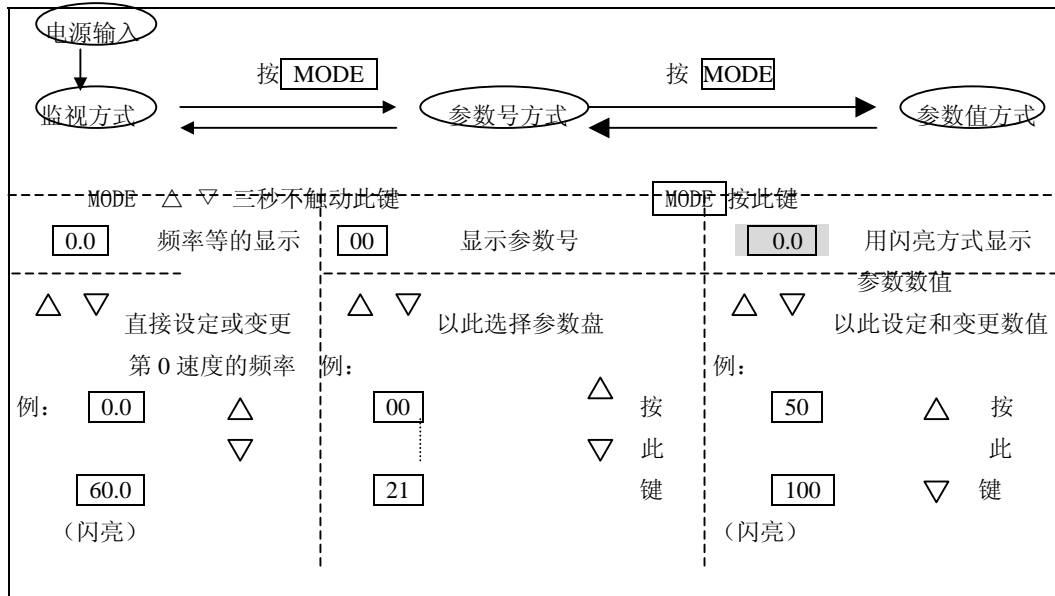 电源输入
按 MODE 按 MODE
监视方式 参数号方式 参数值方式
MODE △ ▽ 三秒不触动此键 MODE 按此键
0.0 频率等的显示 00 显示参数号 0.0 用闪亮方式显示
参数数值
△ ▽ △ ▽ △ ▽
直接设定或变更 以此选择参数盘 以此设定和变更数值
第 0 速度的频率 例： 例：
例： 0.0 △ 00 △ 按 50 △ 按
▽ ▽ 此 此
60.0 21 键 100 ▽ 键
（闪亮） （闪亮）